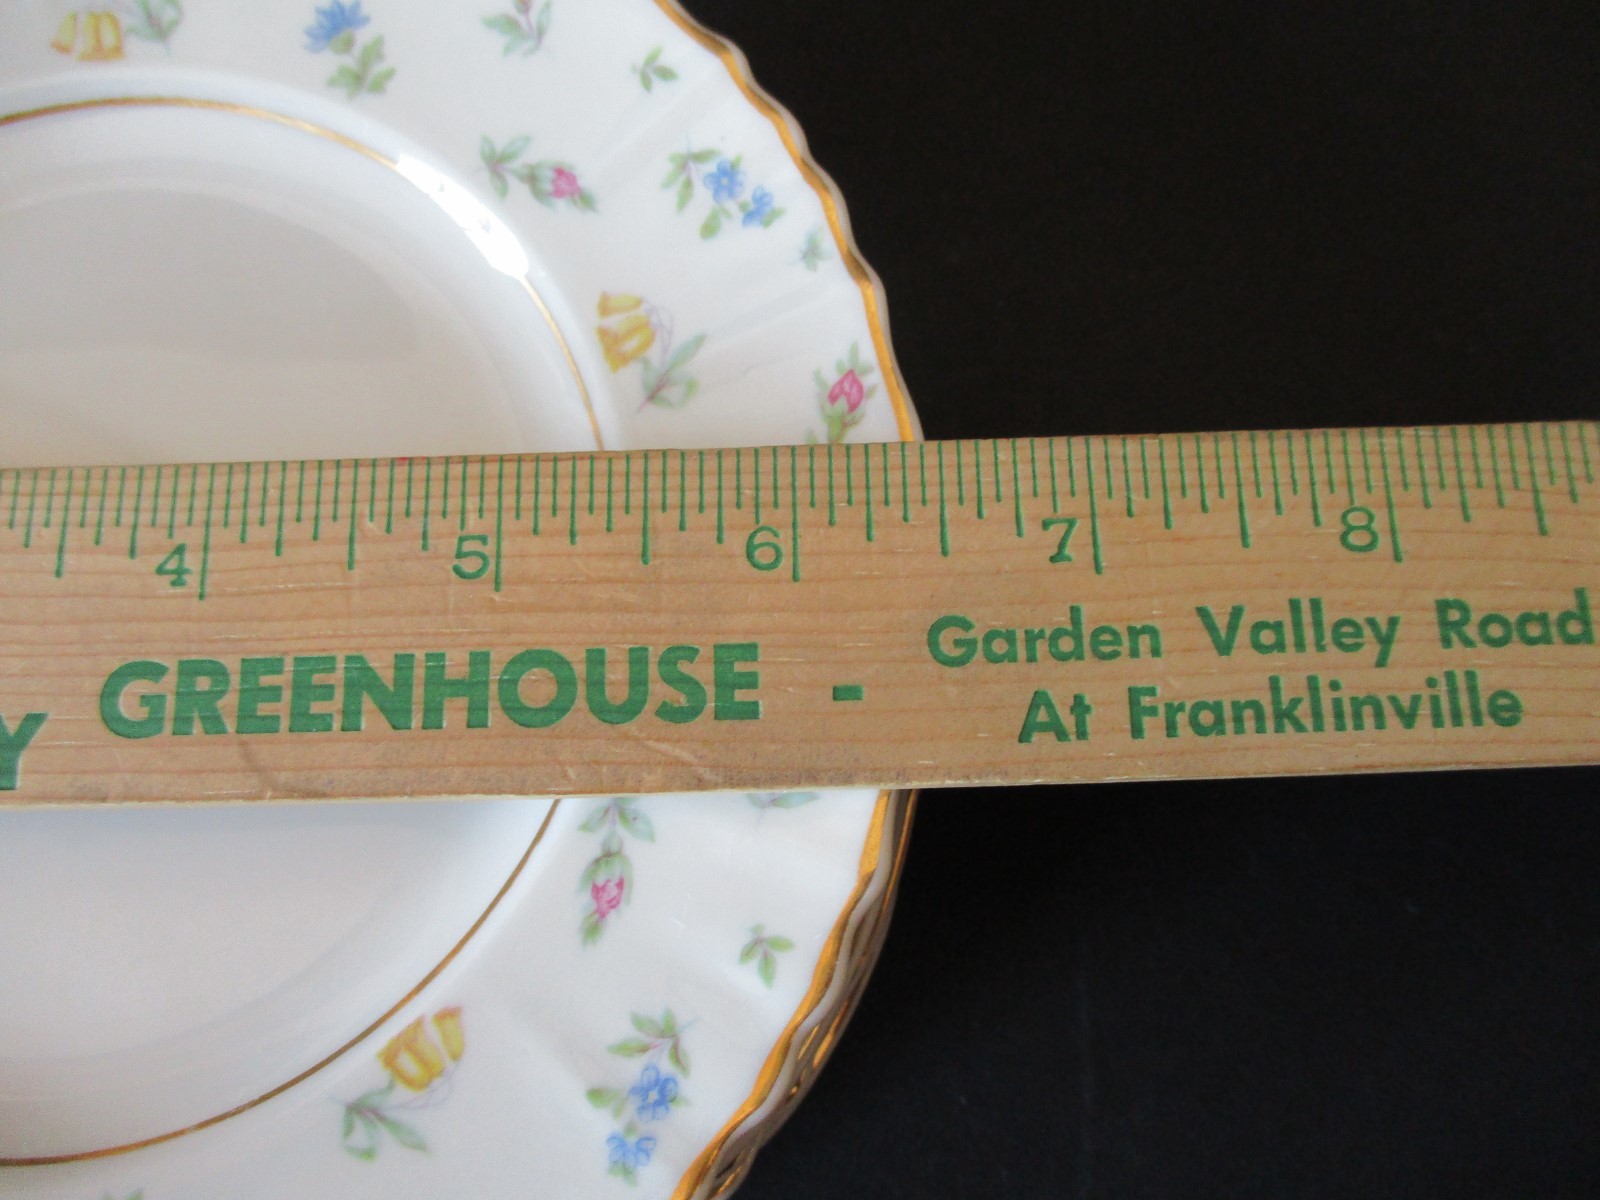 4 5 6 7 8
Y GREENHOUSE - Garden Valley Road
At Franklinville